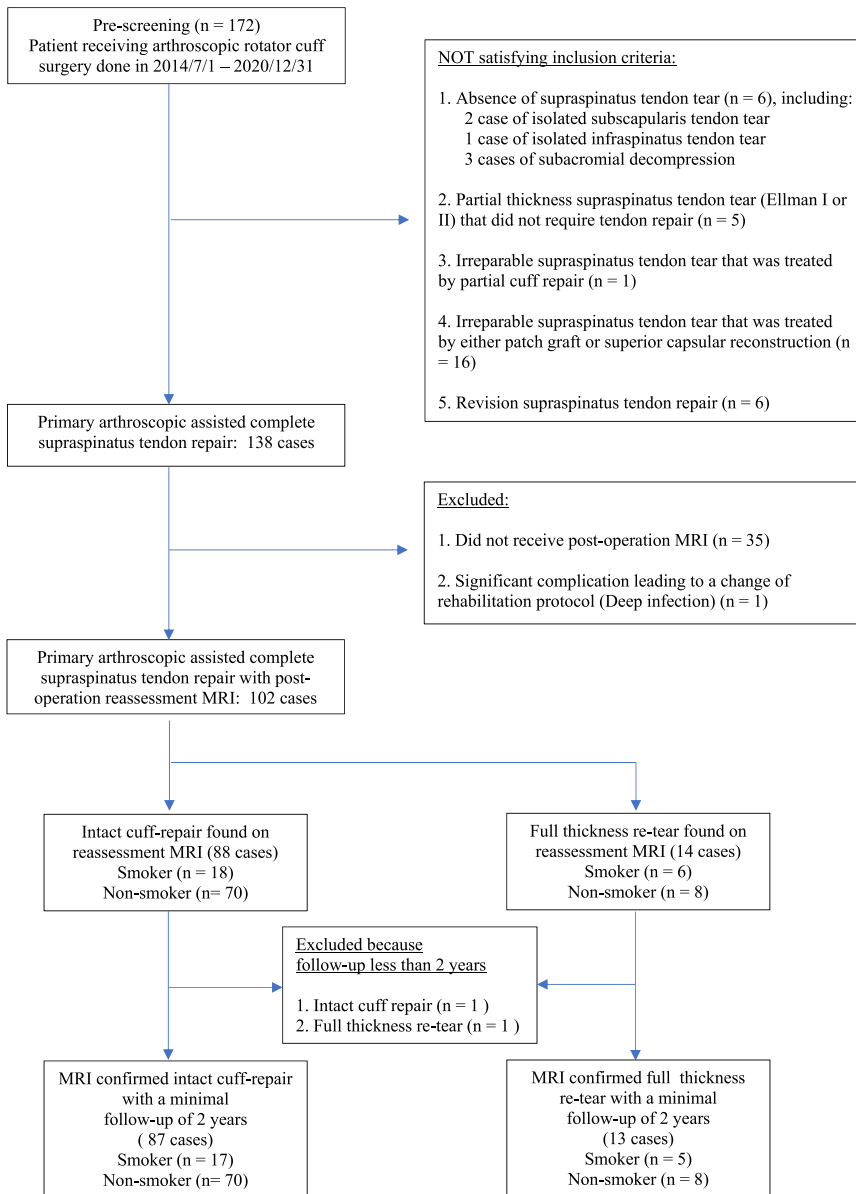 Pre-screening (n = 172)
Patient receiving arthroscopic rotator cuff
surgery done in 2014/7/1 – 2020/12/31
NOT satisfying inclusion criteria:
1. Absence of supraspinatus tendon tear (n = 6), including:
2 case of isolated subscapularis tendon tear
1 case of isolated infraspinatus tendon tear
3 cases of subacromial decompression
2. Partial thickness supraspinatus tendon tear (Ellman I or
II) that did not require tendon repair (n = 5)
3. Irreparable supraspinatus tendon tear that was treated
by partial cuff repair (n = 1)
4. Irreparable supraspinatus tendon tear that was treated
by either patch graft or superior capsular reconstruction (n
= 16)
5. Revision supraspinatus tendon repair (n = 6)
Primary arthroscopic assisted complete
supraspinatus tendon repair:  138 cases
Excluded:
1. Did not receive post-operation MRI (n = 35)
2. Significant complication leading to a change of
rehabilitation protocol (Deep infection) (n = 1)
Primary arthroscopic assisted complete
supraspinatus tendon repair with post-
operation reassessment MRI:  102 cases
Intact cuff-repair found on
reassessment MRI (88 cases)
Smoker (n = 18)
Non-smoker (n= 70)
Full thickness re-tear found on
reassessment MRI (14 cases)
Smoker (n = 6)
Non-smoker (n = 8)
Excluded because
follow-up less than 2 years
1. Intact cuff repair (n = 1 )
2. Full thickness re-tear (n = 1 )
MRI confirmed intact cuff-repair
with a minimal
follow-up of 2 years
( 87 cases)
Smoker (n = 17)
Non-smoker (n= 70)
MRI confirmed full  thickness
re-tear with a minimal
follow-up of 2 years
(13 cases)
Smoker (n = 5)
Non-smoker (n = 8)